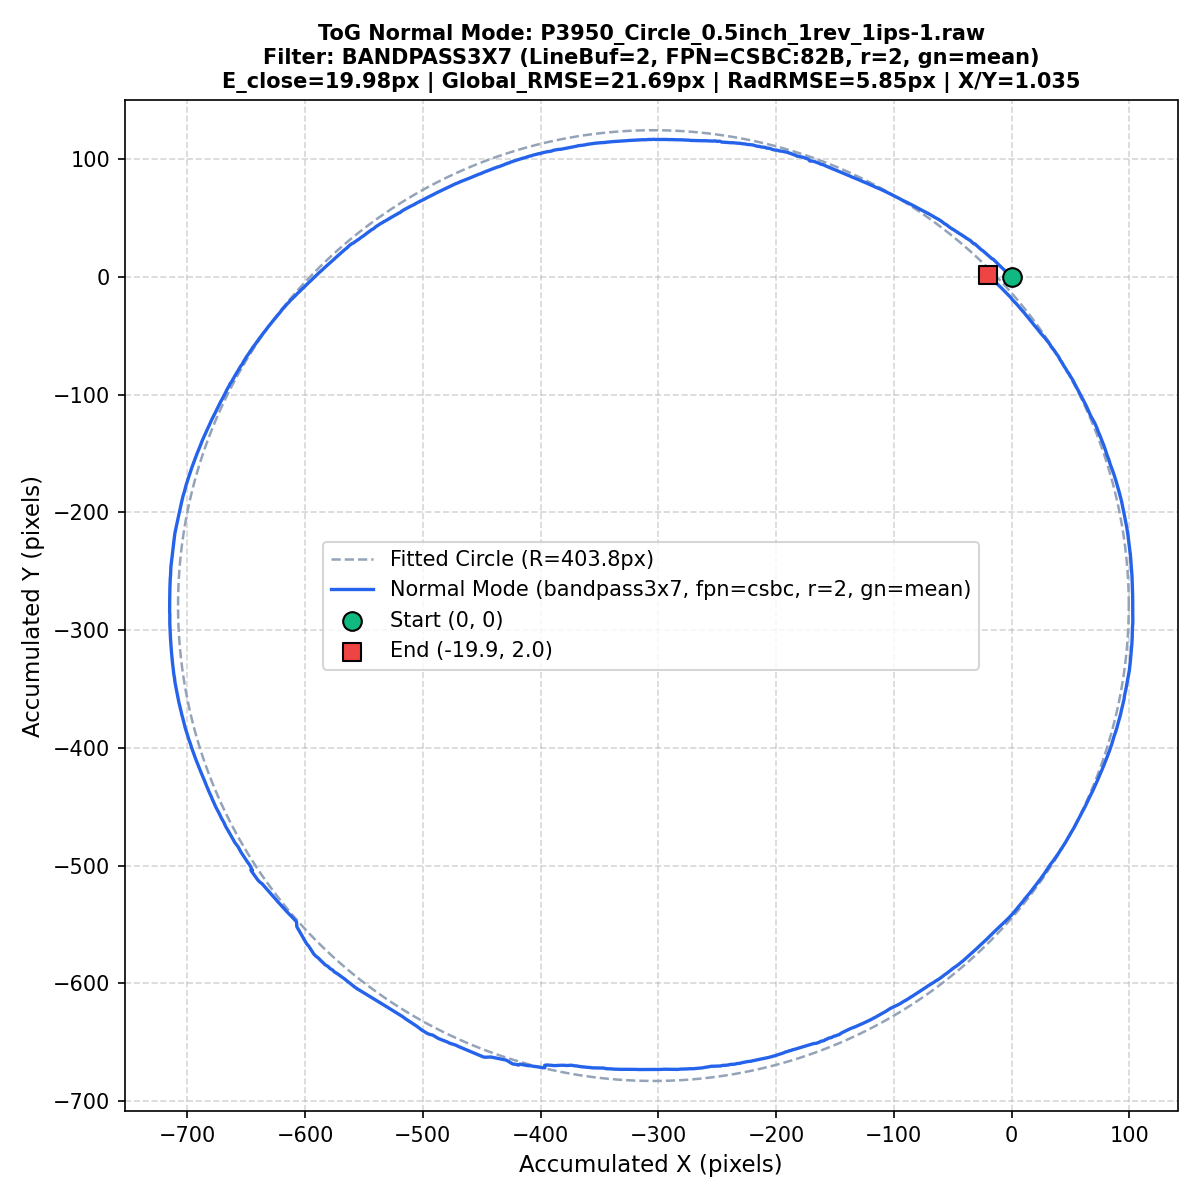 ToG Normal Mode: P3950_Circle_0.5inch_1rev_1ips-1.raw
Filter: BANDPASS3X7 (LineBuf=2, FPN=CSBC:82B, r=2, gn=mean)
E_close=19.98px | Global_RMSE=21.69px | RadRMSE=5.85px | X/Y=1.035
Accumulated Y (pixels)
100
0
−100
−200
−300
−400
−500
−600
−700
Fitted Circle (R=403.8px)
Normal Mode (bandpass3x7, fpn=csbc, r=2, gn=mean)
Start (0, 0)
End (-19.9, 2.0)
−700 −600 −500 −400 −300 −200 −100 0 100
Accumulated X (pixels)